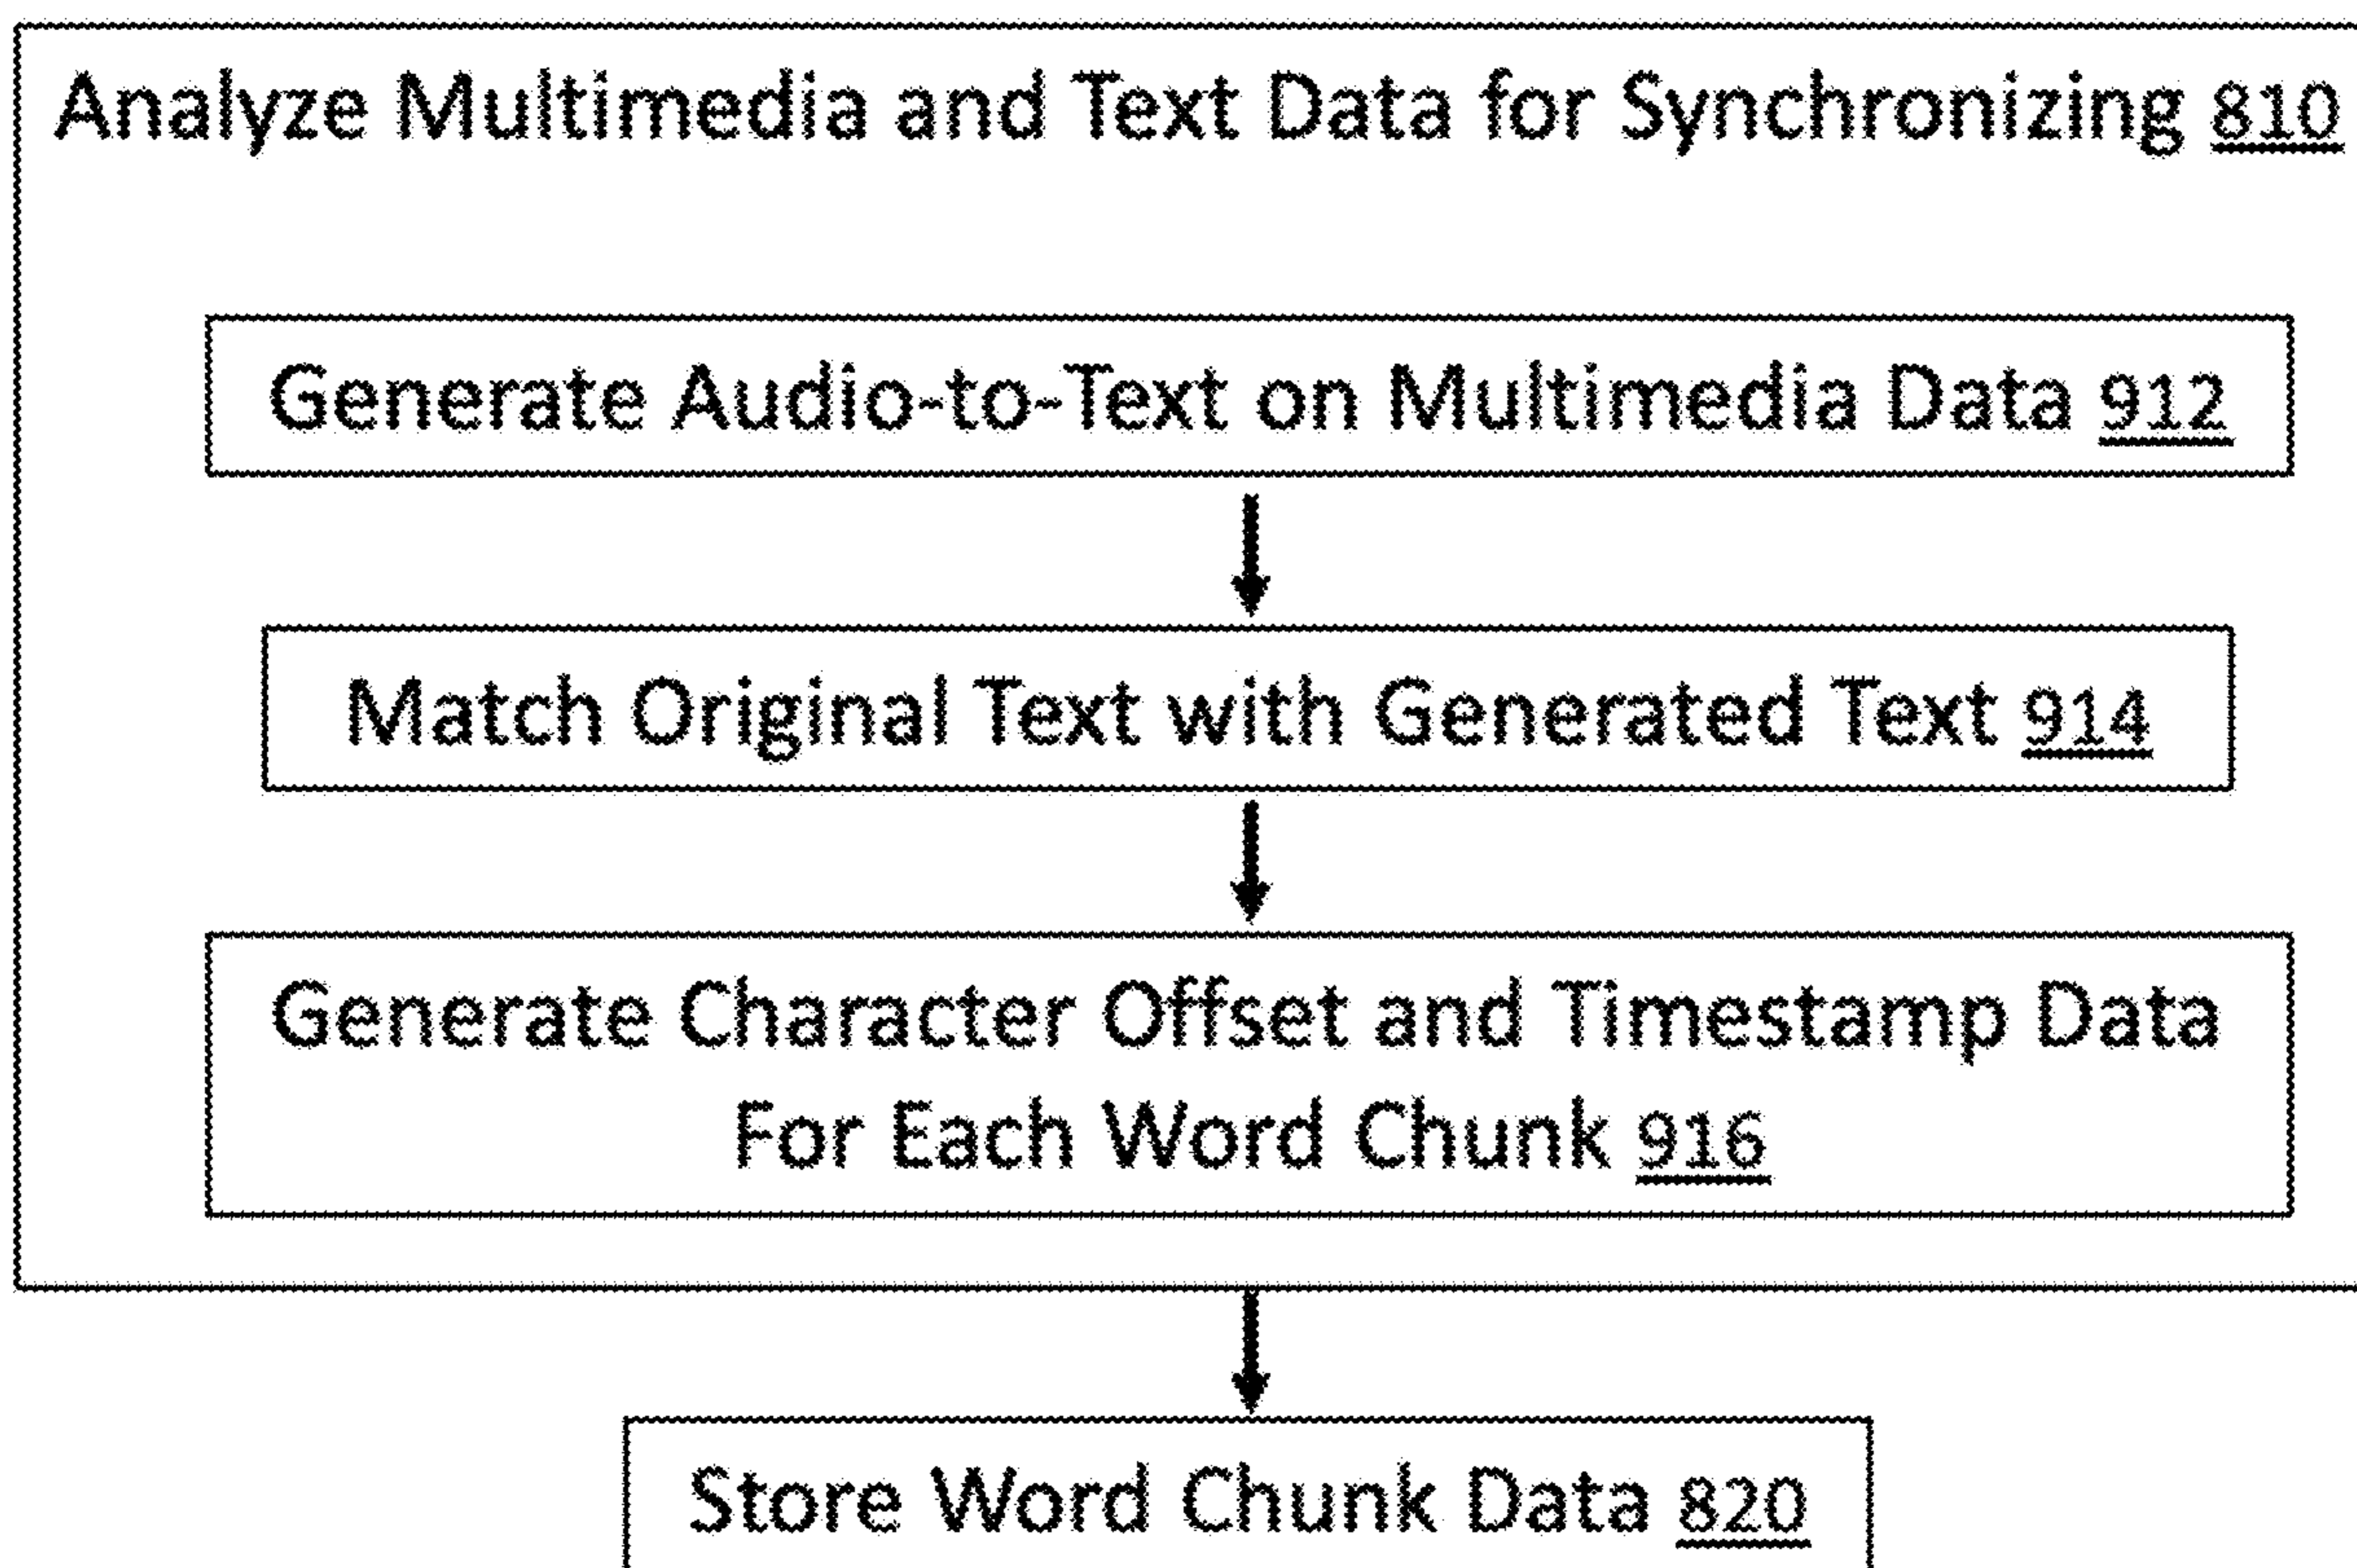 Analyze Multimedia and Text Data for Synchronizing 810
Generate Audio-to-Text on Multimedia Data 912
Match Original Text with Generated Text 914
Generate Character Offset and Timestamp Data
For Each Word Chunk 916
Store Word Chunk Data 820